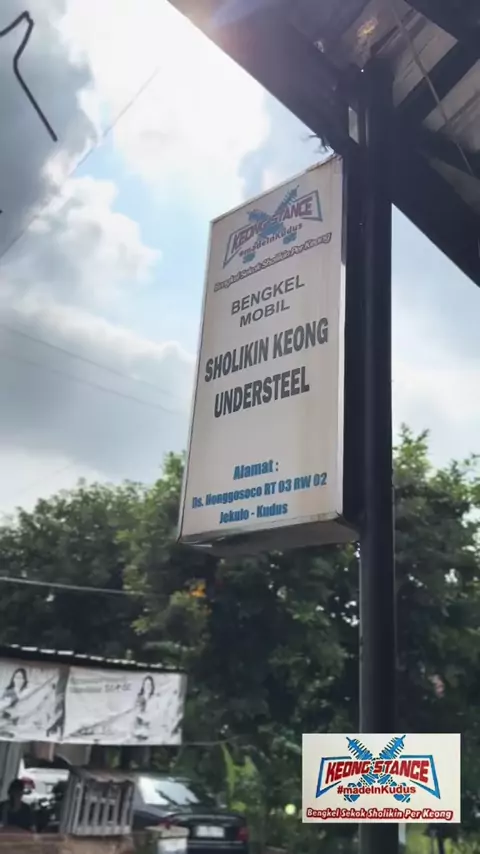 KEONG STANCE
#madeInKudus
Bengkel Sekok Sholikin Per Keong
BENGKEL
MOBIL
SHOLIKIN KEONG
UNDERSTEEL
Alamat :
Ds. Honggosoco RT 03 RW 02
Jekulo - Kudus
KEONG STANCE
#madeInKudus
Bengkel Sekok Sholikin Per Keong